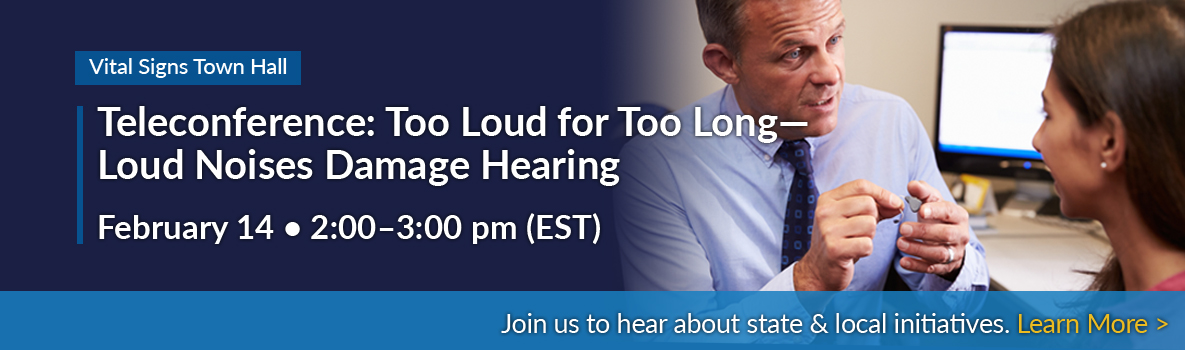 Vital Signs Town Hall
Teleconference: Too Loud for Too Long—
Loud Noises Damage Hearing
February 14 • 2:00–3:00 pm (EST)
Join us to hear about state & local initiatives. Learn More >